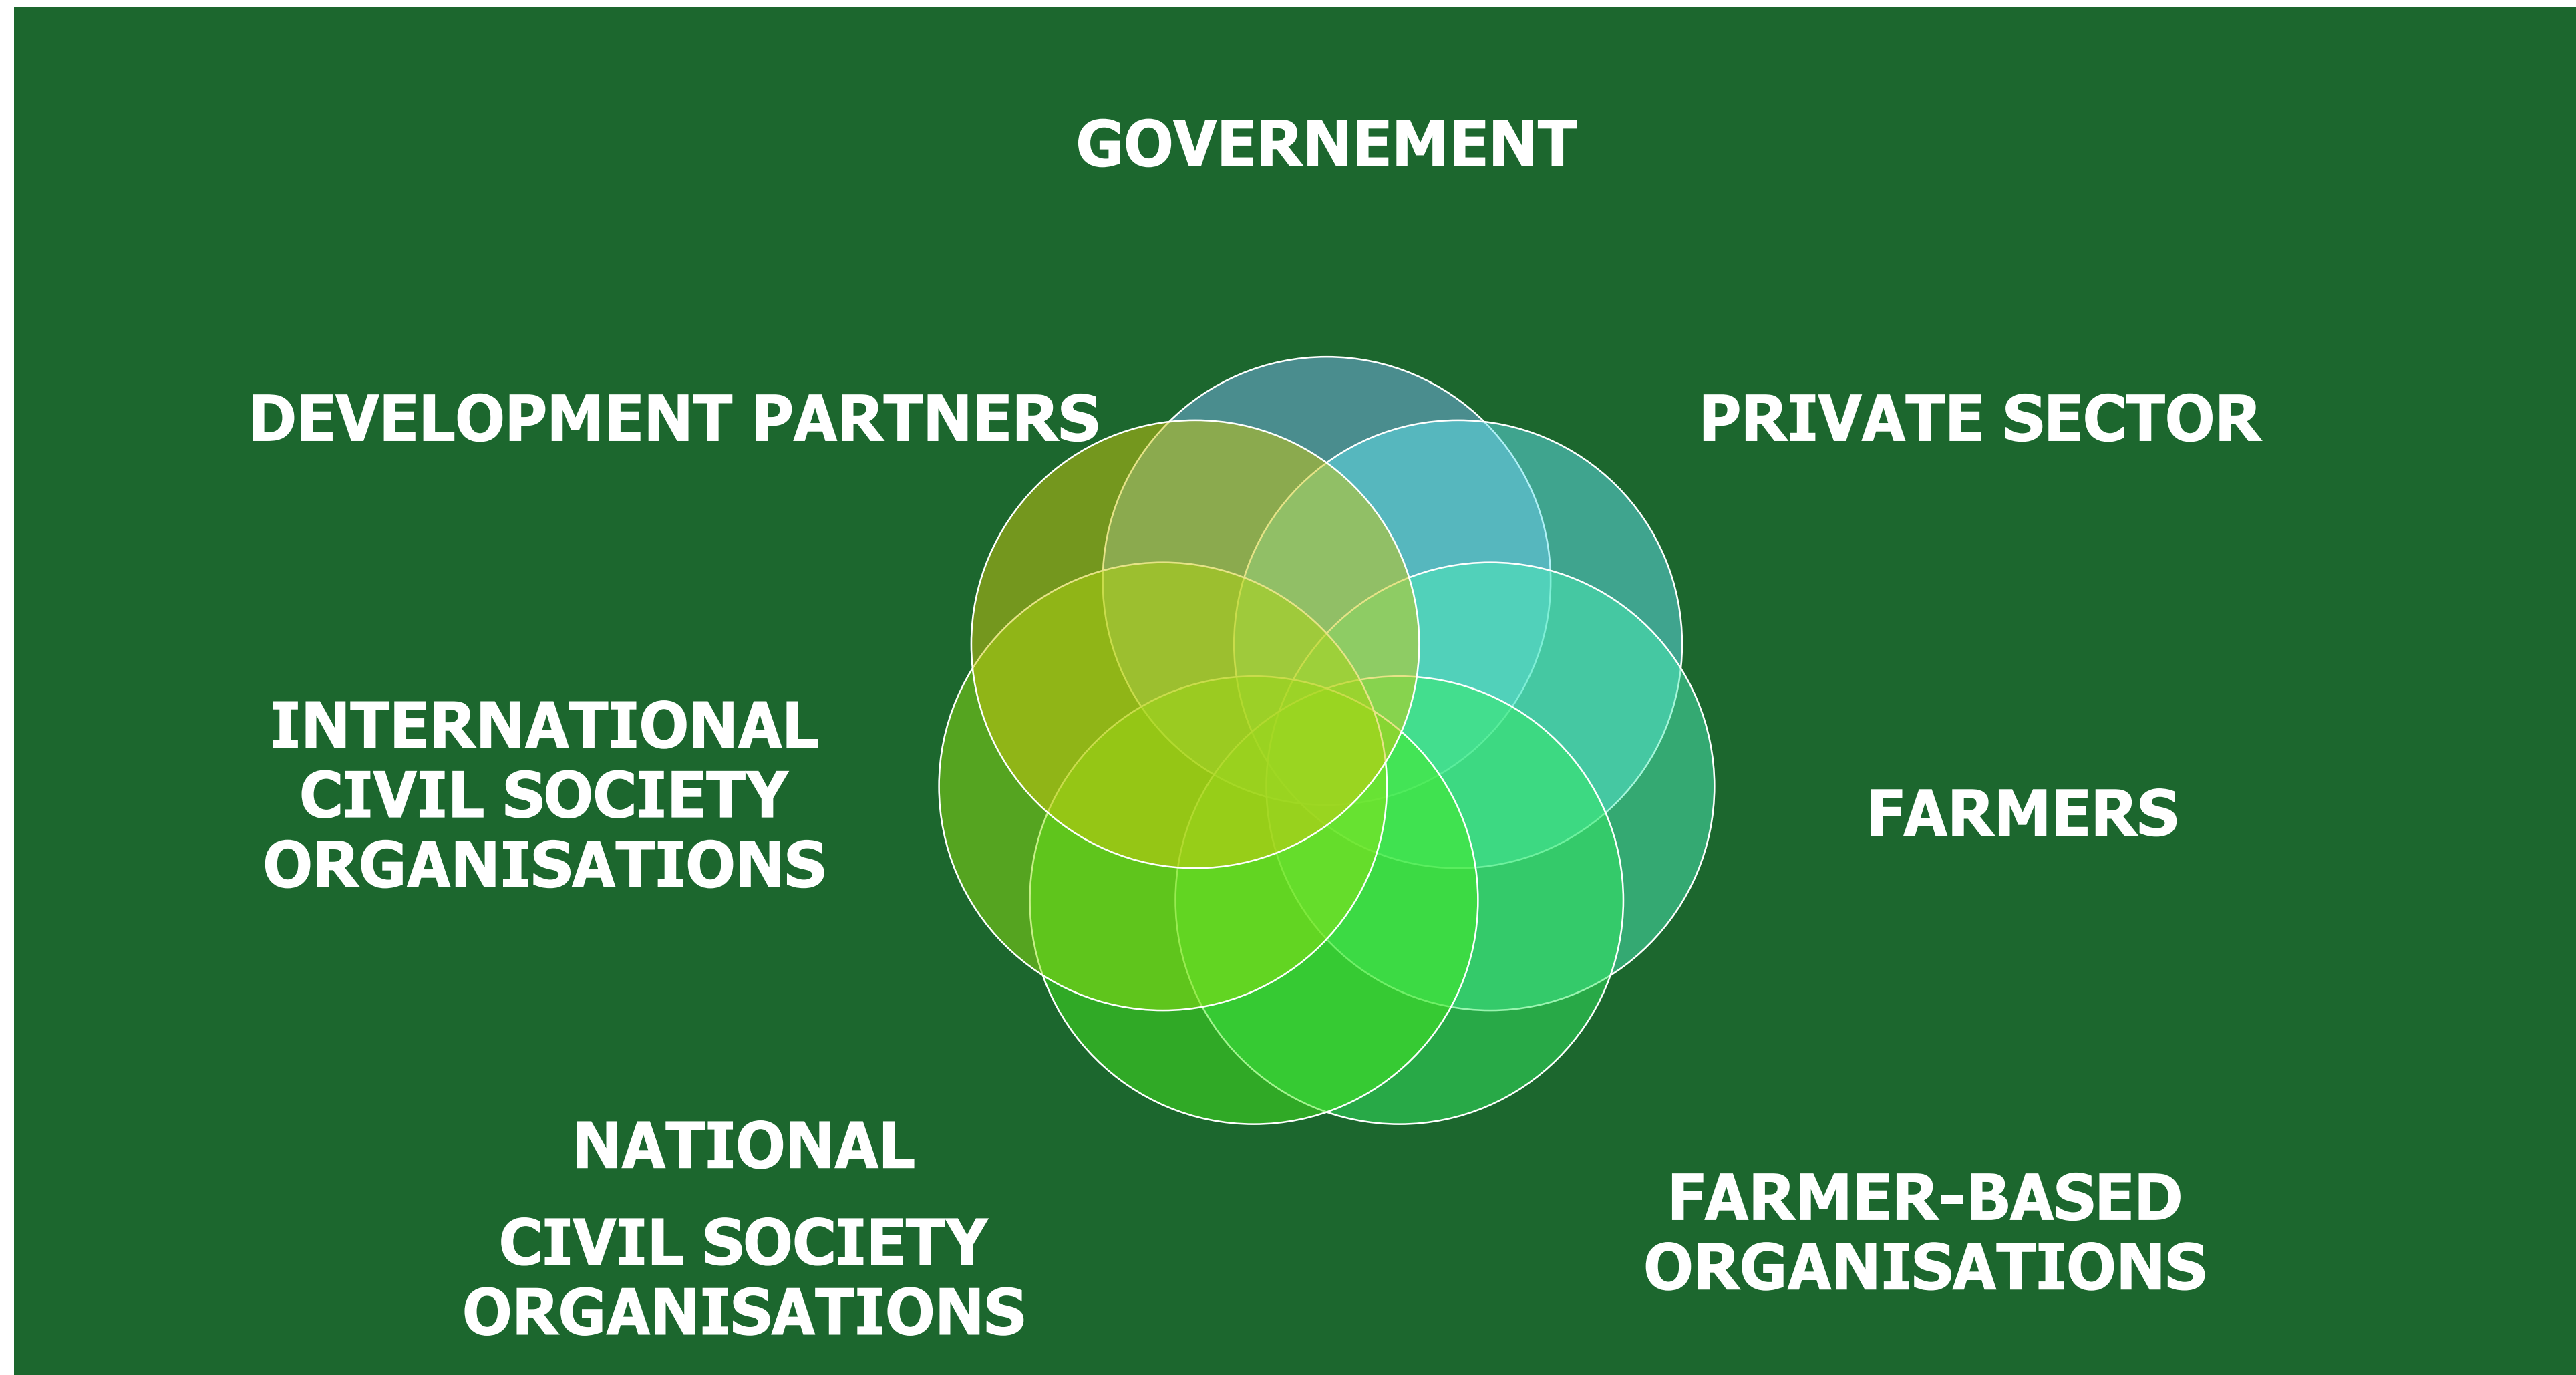 GOVERNEMENT
DEVELOPMENT PARTNERS
PRIVATE SECTOR
INTERNATIONAL
CIVIL SOCIETY
ORGANISATIONS
FARMERS
NATIONAL
CIVIL SOCIETY
ORGANISATIONS
FARMER-BASED
ORGANISATIONS